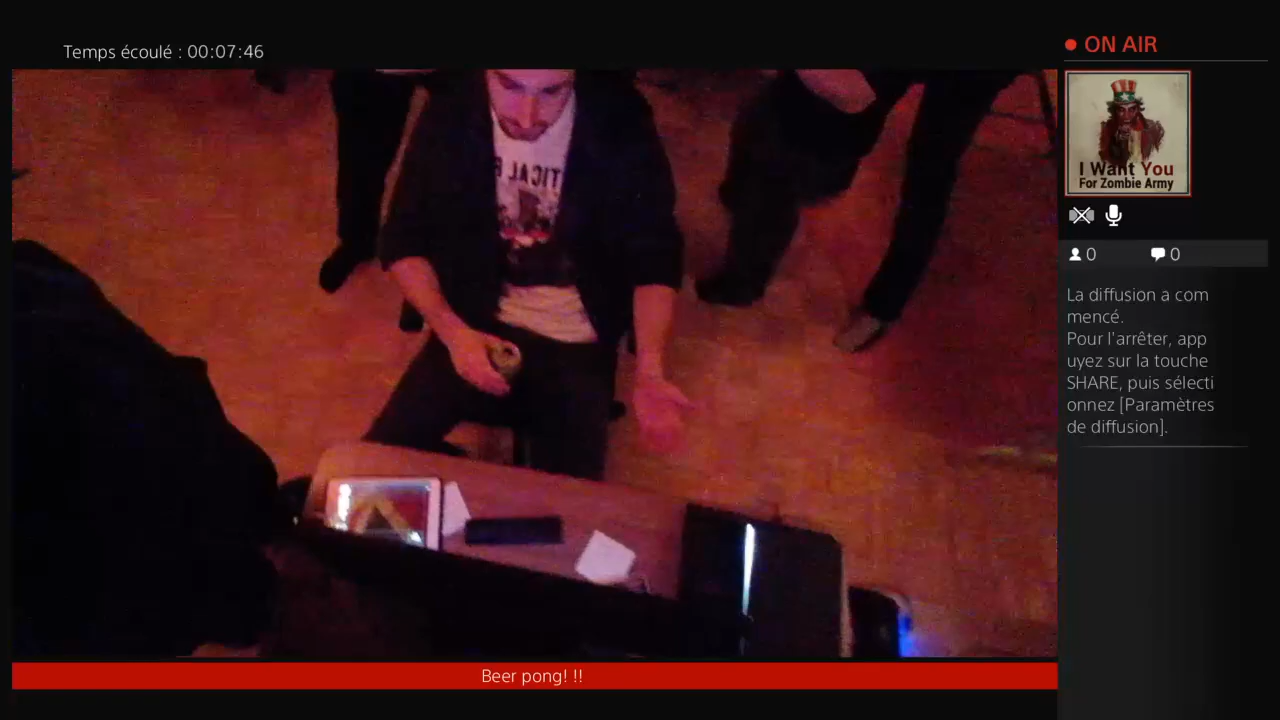 Temps écoulé : 00:07:46
ON AIR
I Want You
For Zombie Army
0 0
La diffusion a com
mencé.
Pour l'arrêter, app
uyez sur la touche
SHARE, puis sélecti
onnez [Paramètres
de diffusion].
Beer pong! !!